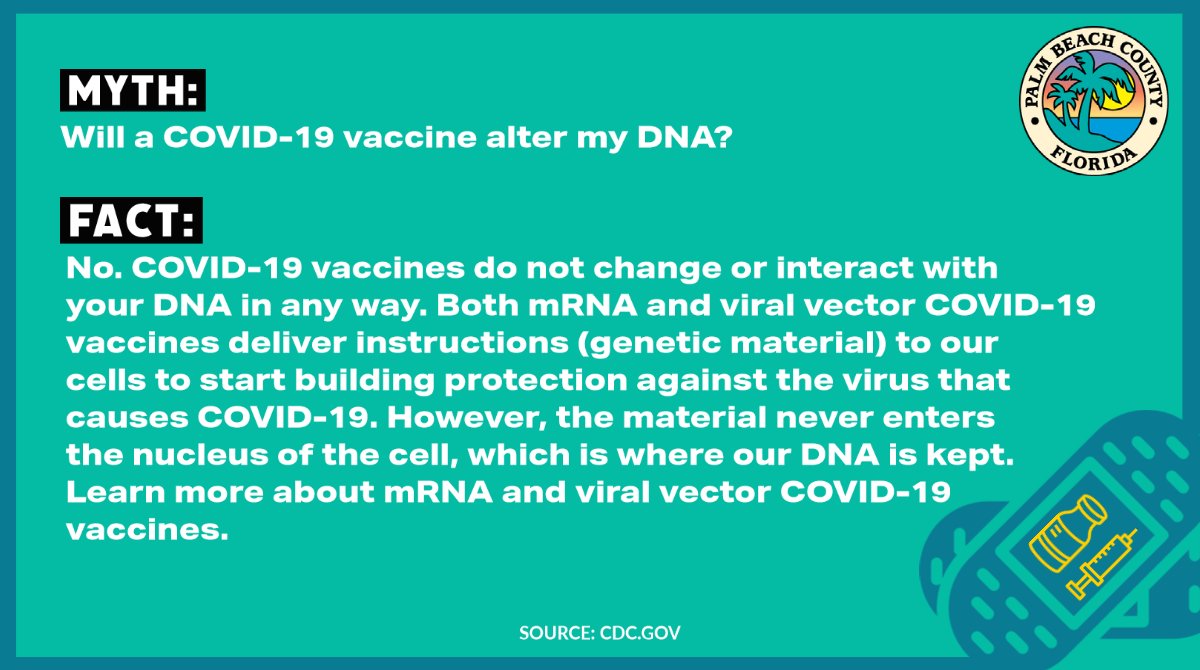 MYTH:
Will a COVID-19 vaccine alter my DNA?
PALM BEACH COUNTY
FLORIDA
FACT:
No. COVID-19 vaccines do not change or interact with
your DNA in any way. Both mRNA and viral vector COVID-19
vaccines deliver instructions (genetic material) to our
cells to start building protection against the virus that
causes COVID-19. However, the material never enters
the nucleus of the cell, which is where our DNA is kept.
Learn more about mRNA and viral vector COVID-19
vaccines.
SOURCE: CDC.GOV